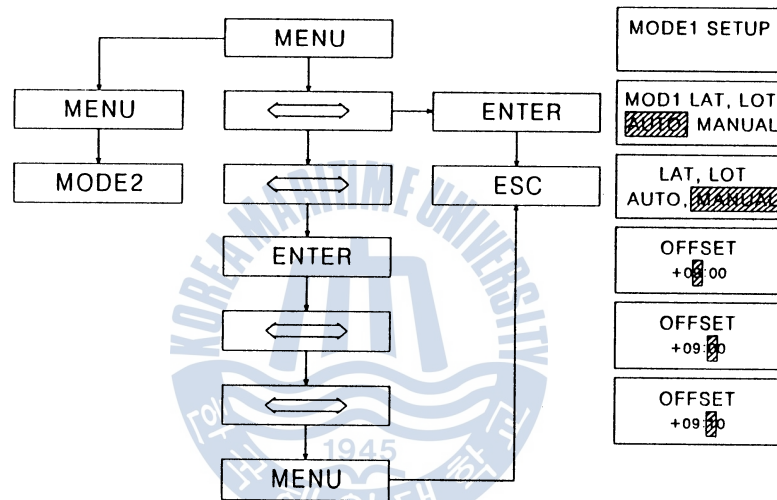 MENU
MENU
MODE2
ENTER
ESC
ENTER
MENU
MODE1 SETUP
MOD1 LAT, LOT
AUTO, MANUAL
LAT, LOT
AUTO, MANUAL
OFFSET
+09:00
OFFSET
+09:00
OFFSET
+09:10
KOREA MARITIME UNIVERSITY
1945